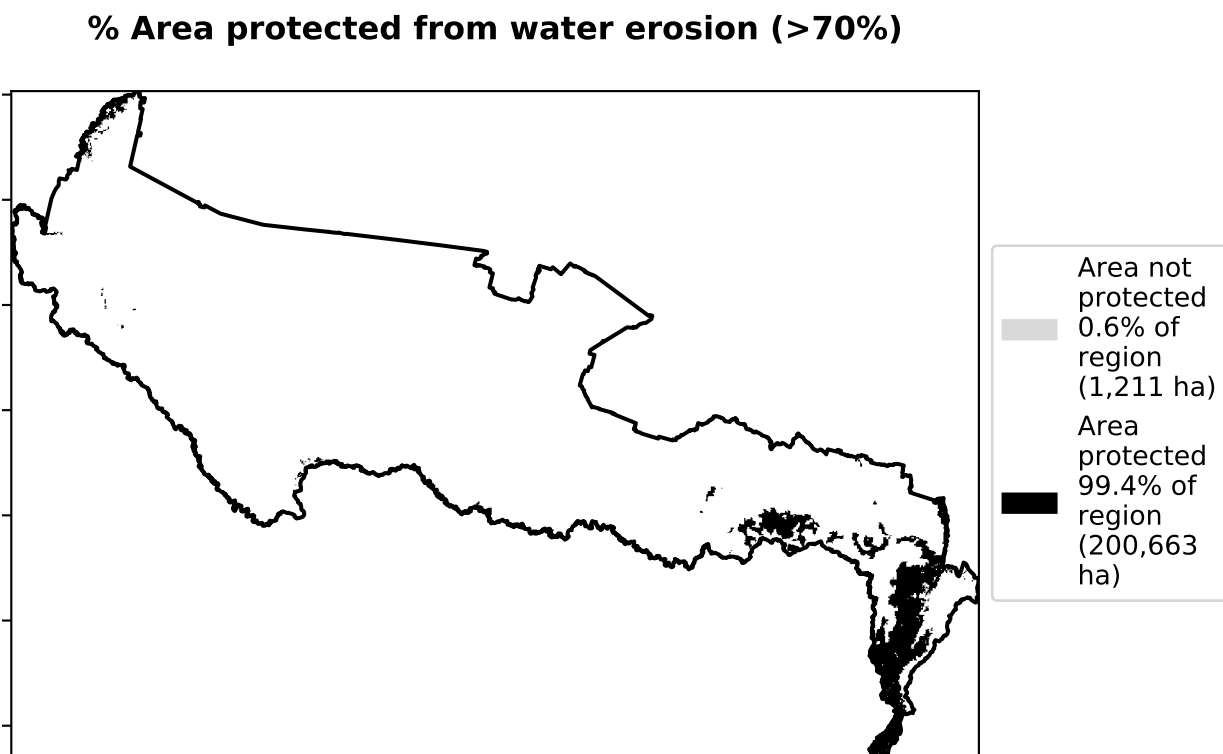 % Area protected from water erosion (>70%)
Area not
protected
0.6% of
region
(1,211 ha)
Area
protected
99.4% of
region
(200,663
ha)